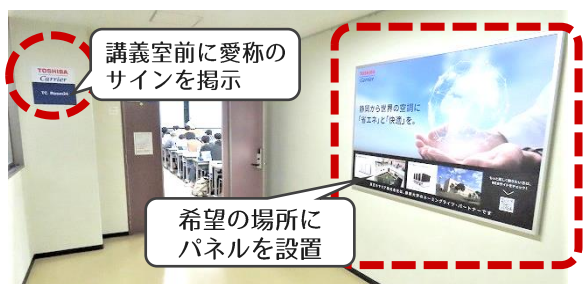 TOSHIBA
Carrier
講義室前に愛称の
サインを掲示
TOSHIBA
Carrier
静岡から世界の空調に
「省エネ」と「快適」を。
希望の場所に
パネルを設置